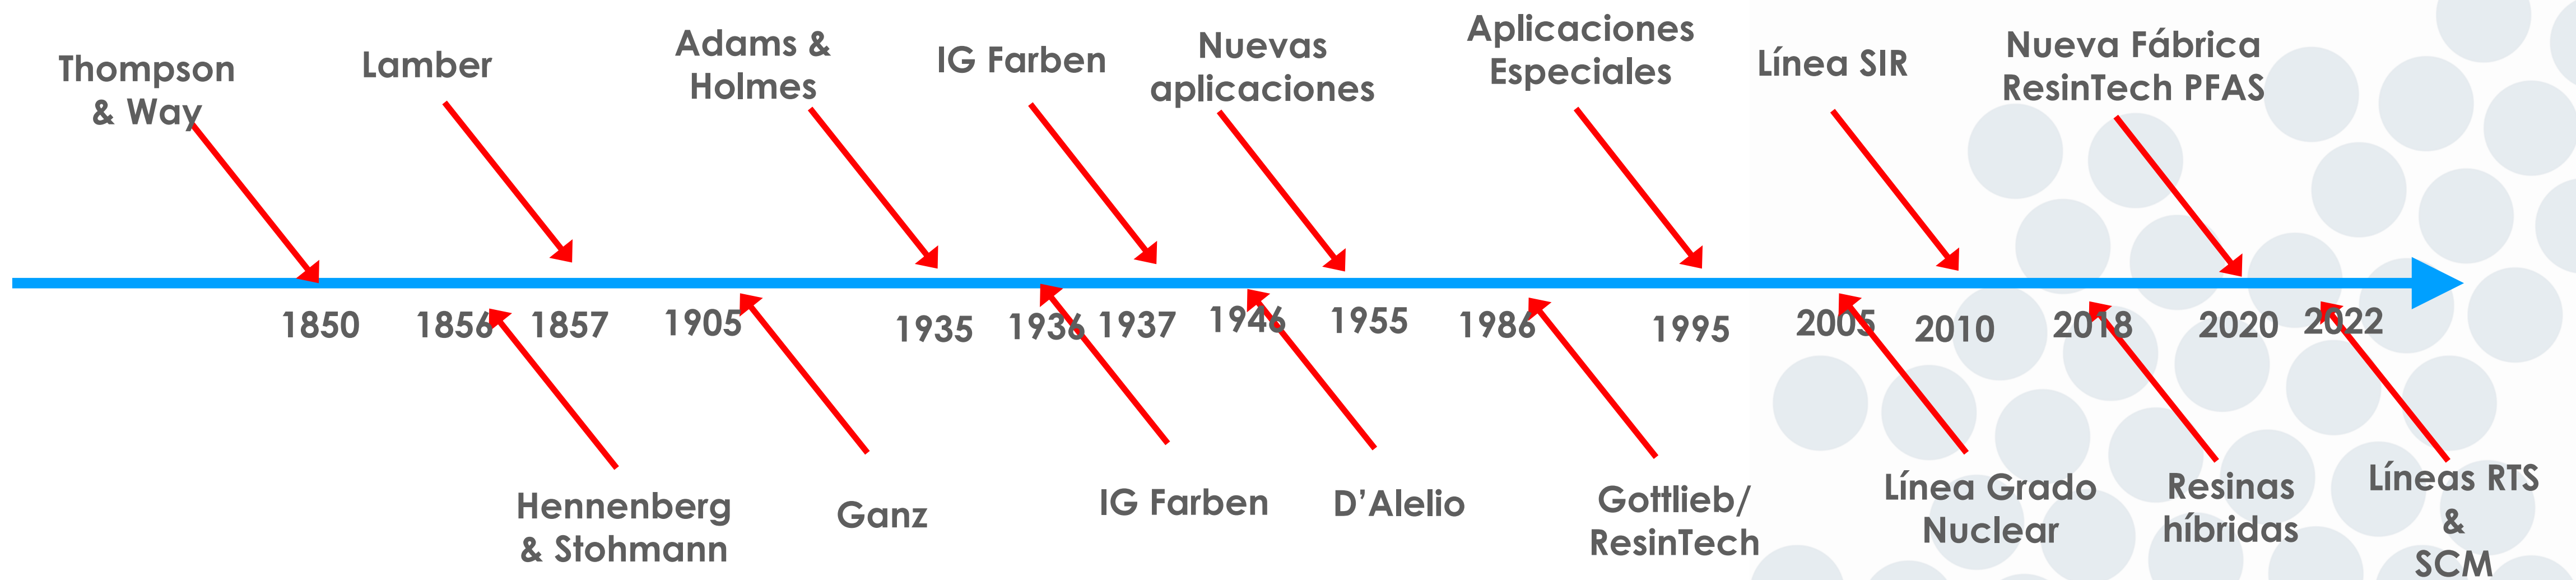 Thompson
& Way
Lamber
Adams &
Holmes
IG Farben
Nuevas
aplicaciones
Aplicaciones
Especiales
Línea SIR
Nueva Fábrica
ResinTech PFAS
1850
1856
1857
1905
1935
1936
1937
1946
1955
1986
1995
2005
2010
2018
2020
2022
Hennenberg
& Stohmann
Ganz
IG Farben
D’Alelio
Gottlieb/
ResinTech
Línea Grado
Nuclear
Resinas
híbridas
Líneas RTS
&
SCM